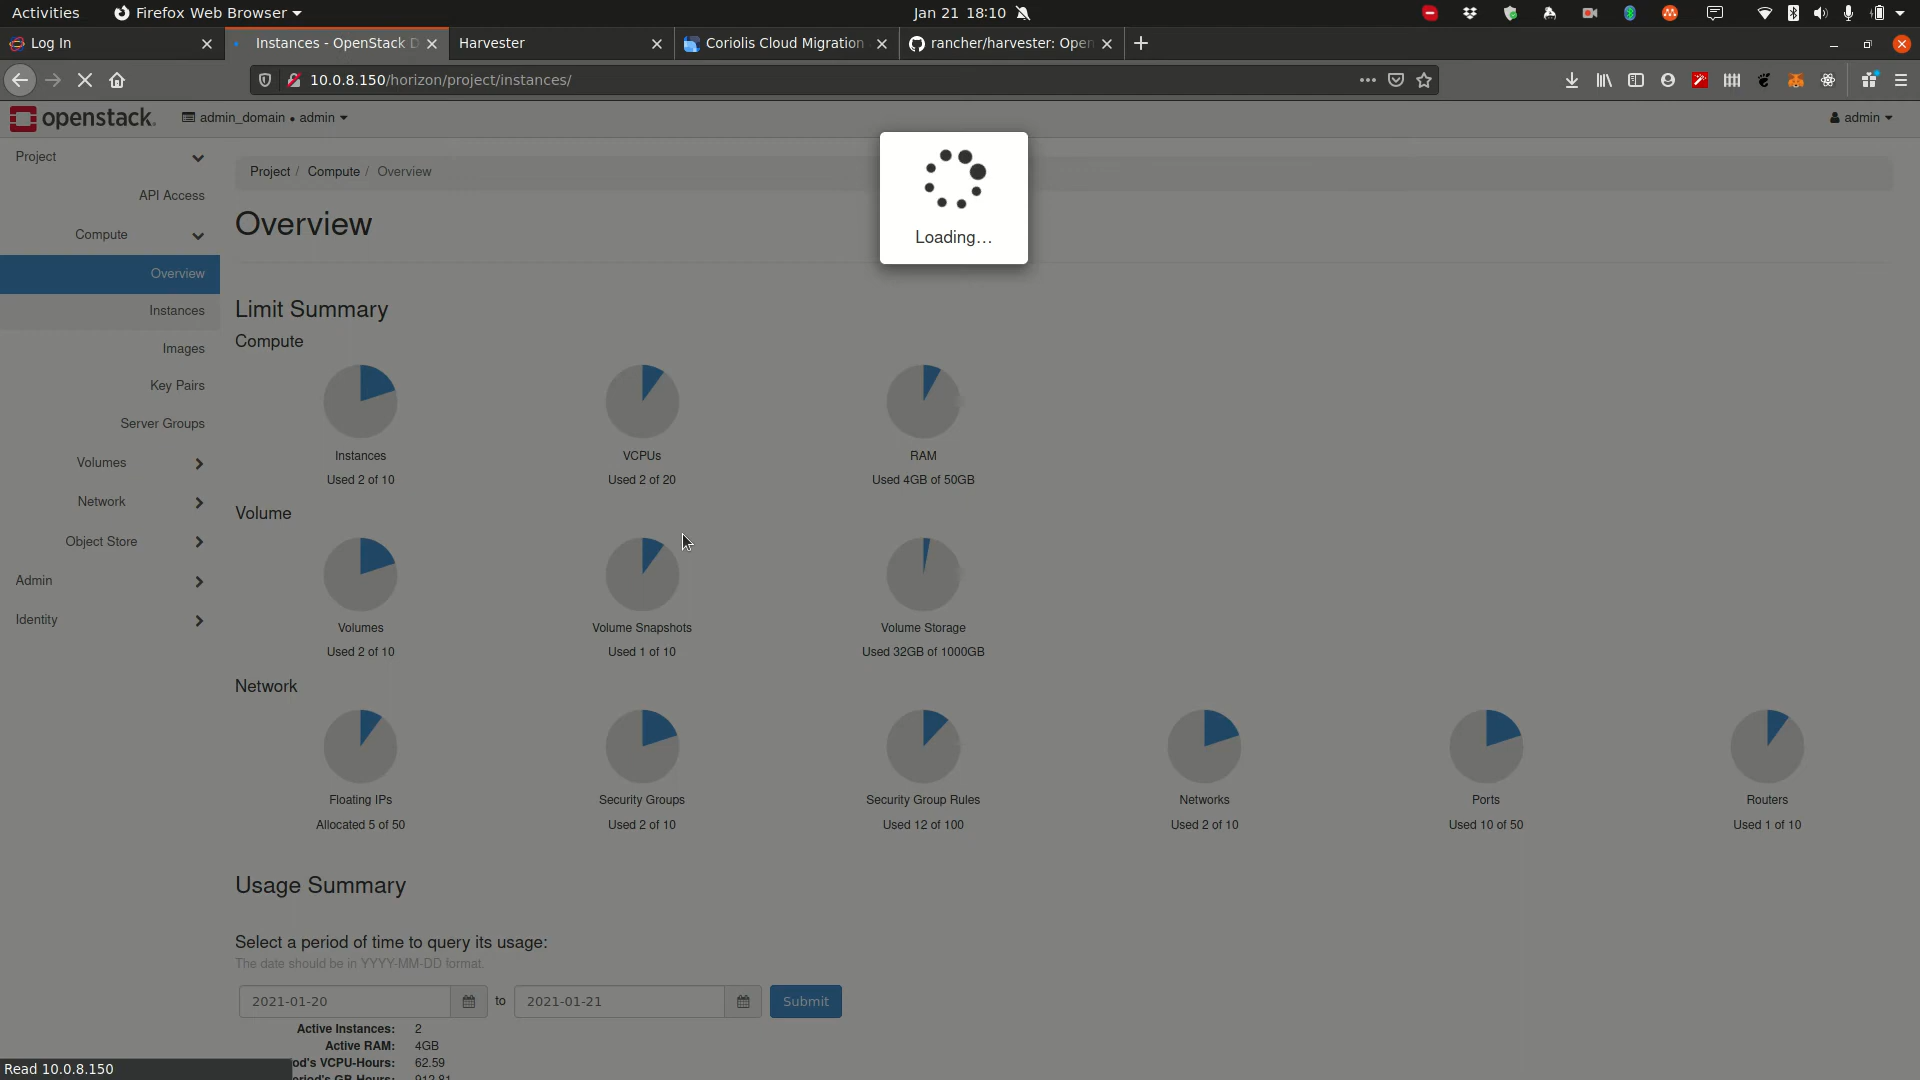 Activities Firefox Web Browser Jan 21 18:10
Log In Instances - OpenStack D Harvester Coriolis Cloud Migration rancher/harvester: Open
10.0.8.150/horizon/project/instances/
openstack. admin_domain • admin admin
Project
API Access
Compute
Overview
Instances
Images
Key Pairs
Server Groups
Volumes
Network
Object Store
Admin
Identity
Project / Compute / Overview
Overview
Loading...
Limit Summary
Compute
Instances VCPUs RAM
Used 2 of 10 Used 2 of 20 Used 4GB of 50GB
Volume
Volumes Volume Snapshots Volume Storage
Used 2 of 10 Used 1 of 10 Used 32GB of 1000GB
Network
Floating IPs Security Groups Security Group Rules Networks Ports Routers
Allocated 5 of 50 Used 2 of 10 Used 12 of 100 Used 2 of 10 Used 10 of 50 Used 1 of 10
Usage Summary
Select a period of time to query its usage:
The date should be in YYYY-MM-DD format.
2021-01-20 to 2021-01-21 Submit
Active Instances: 2
Active RAM: 4GB
od's VCPU-Hours: 62.59
GB-Hours: 912.81
Read 10.0.8.150